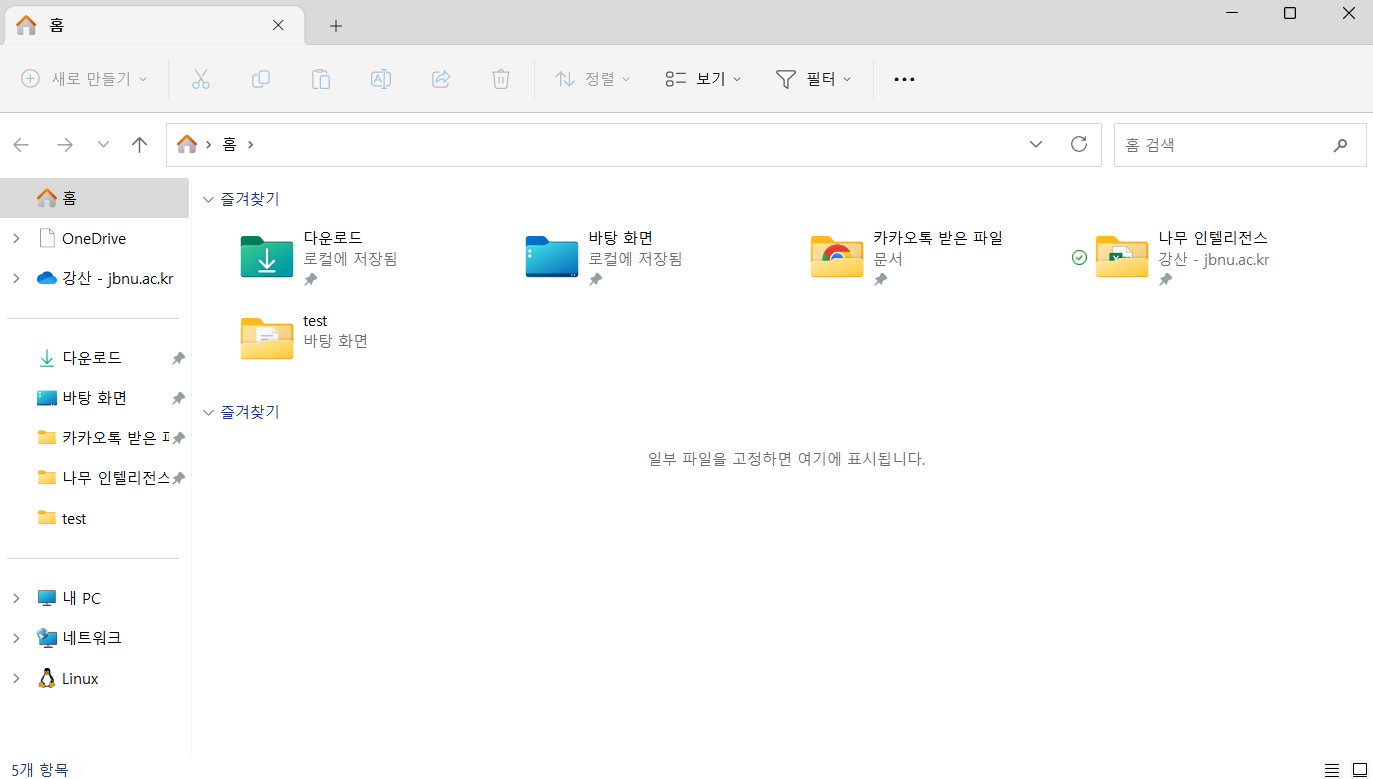 홈
새로 만들기
정렬
보기
필터
홈
홈 검색
홈
OneDrive
강산 - jbnu.ac.kr
다운로드
바탕 화면
카카오톡 받은 파
나무 인텔리전스
test
내 PC
네트워크
Linux
즐겨찾기
다운로드
로컬에 저장됨
바탕 화면
로컬에 저장됨
카카오톡 받은 파일
문서
나무 인텔리전스
강산 - jbnu.ac.kr
test
바탕 화면
즐겨찾기
일부 파일을 고정하면 여기에 표시됩니다.
5개 항목